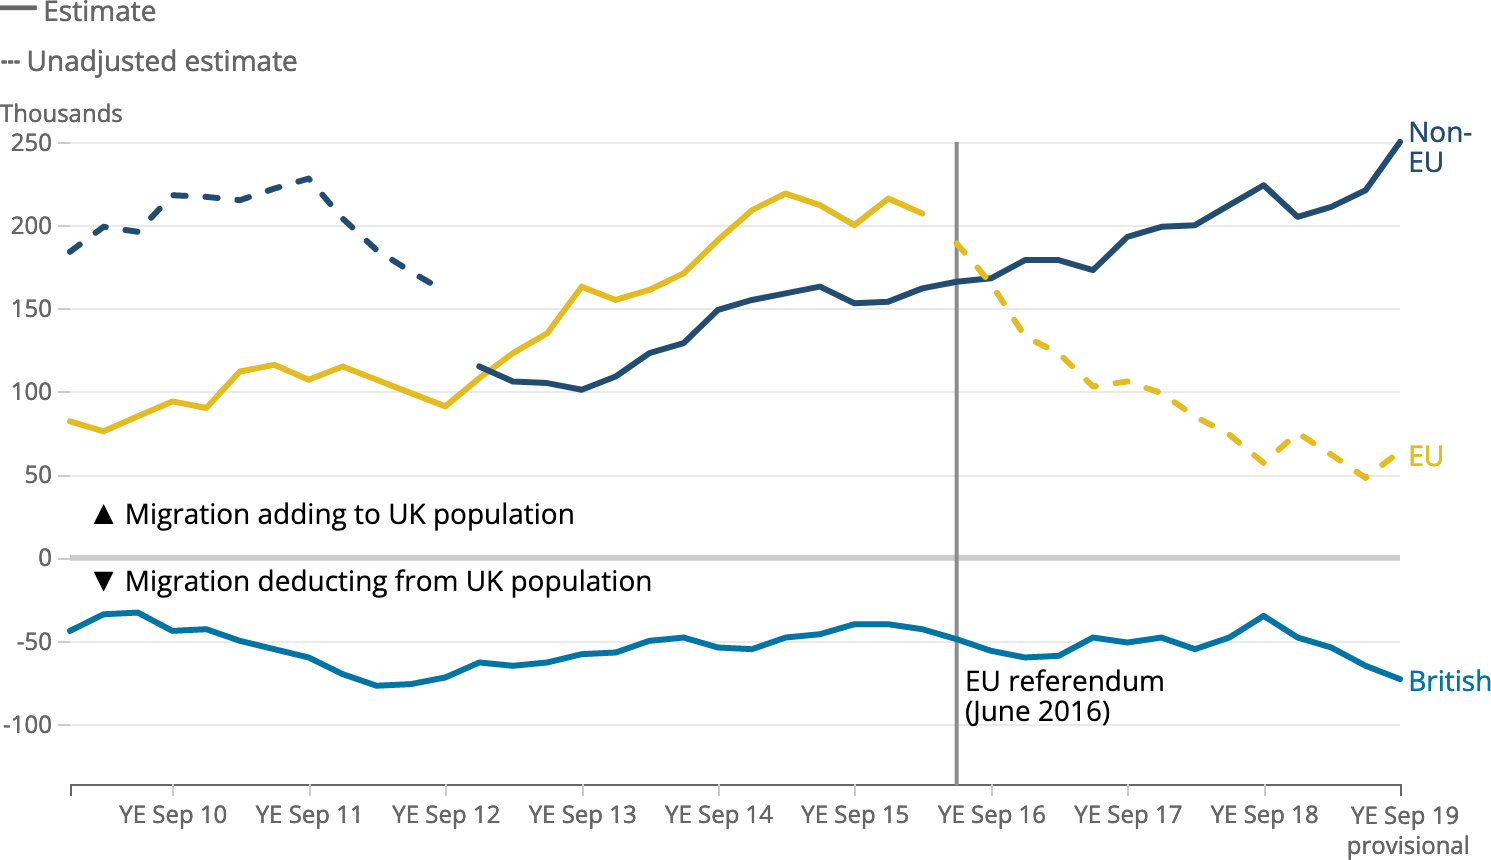 Estimate
Unadjusted estimate
Thousands
250
200
150
100
50
0
-50
-100
Non-
EU
EU
British
▲ Migration adding to UK population
▼ Migration deducting from UK population
EU referendum
(June 2016)
YE Sep 10
YE Sep 11
YE Sep 12
YE Sep 13
YE Sep 14
YE Sep 15
YE Sep 16
YE Sep 17
YE Sep 18
YE Sep 19
provisional